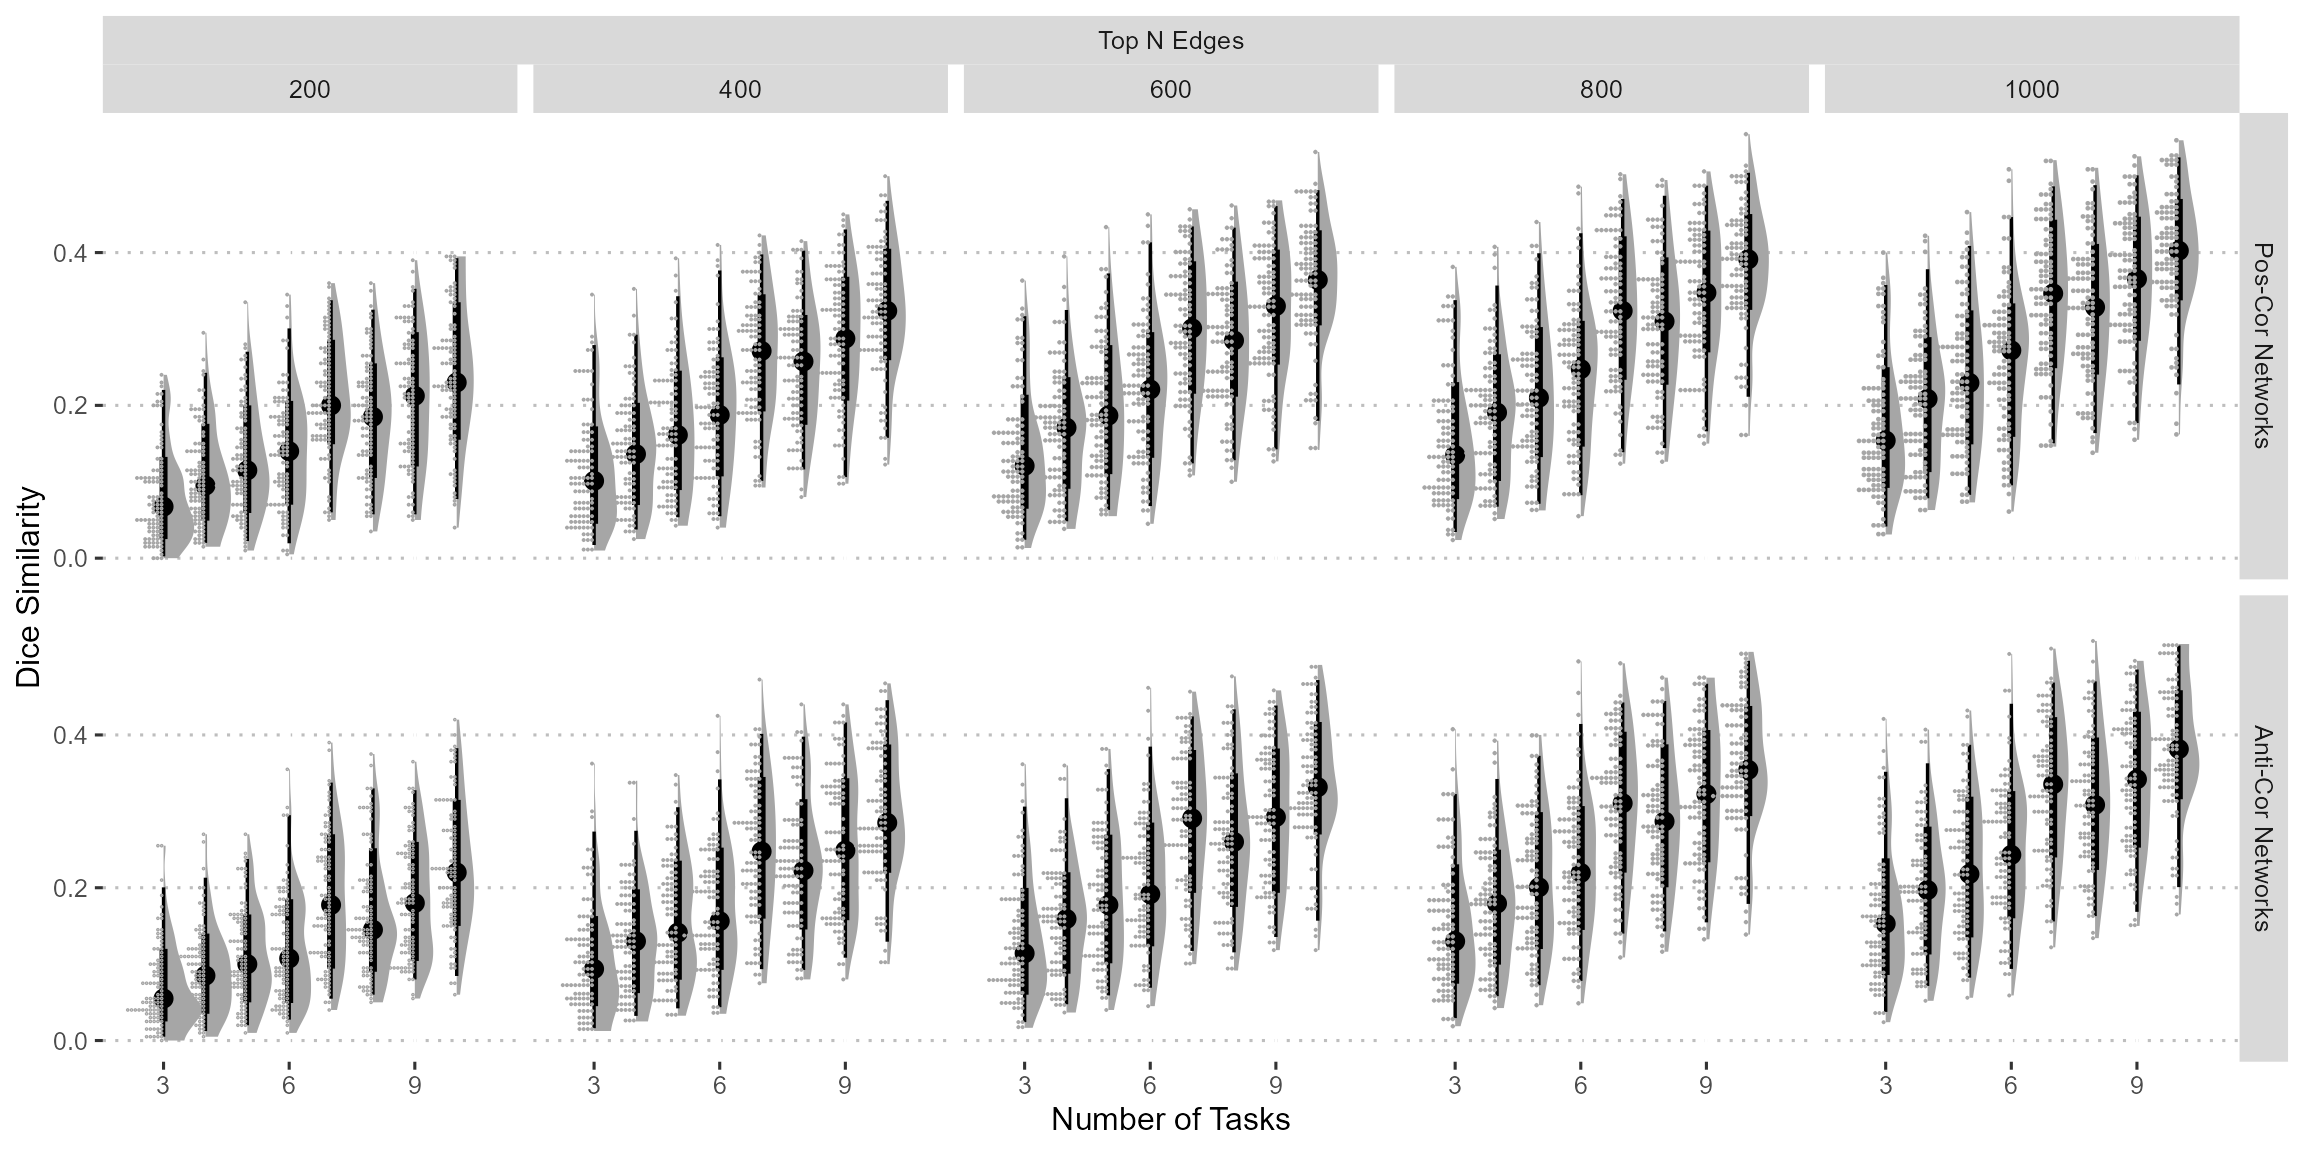 Top N Edges
200 400 600 800 1000
0.4
0.2
0.0
Pos-Cor Networks
Dice Similarity
0.4
0.2
0.0
Anti-Cor Networks
3 6 9 3 6 9 3 6 9 3 6 9 3 6 9
Number of Tasks